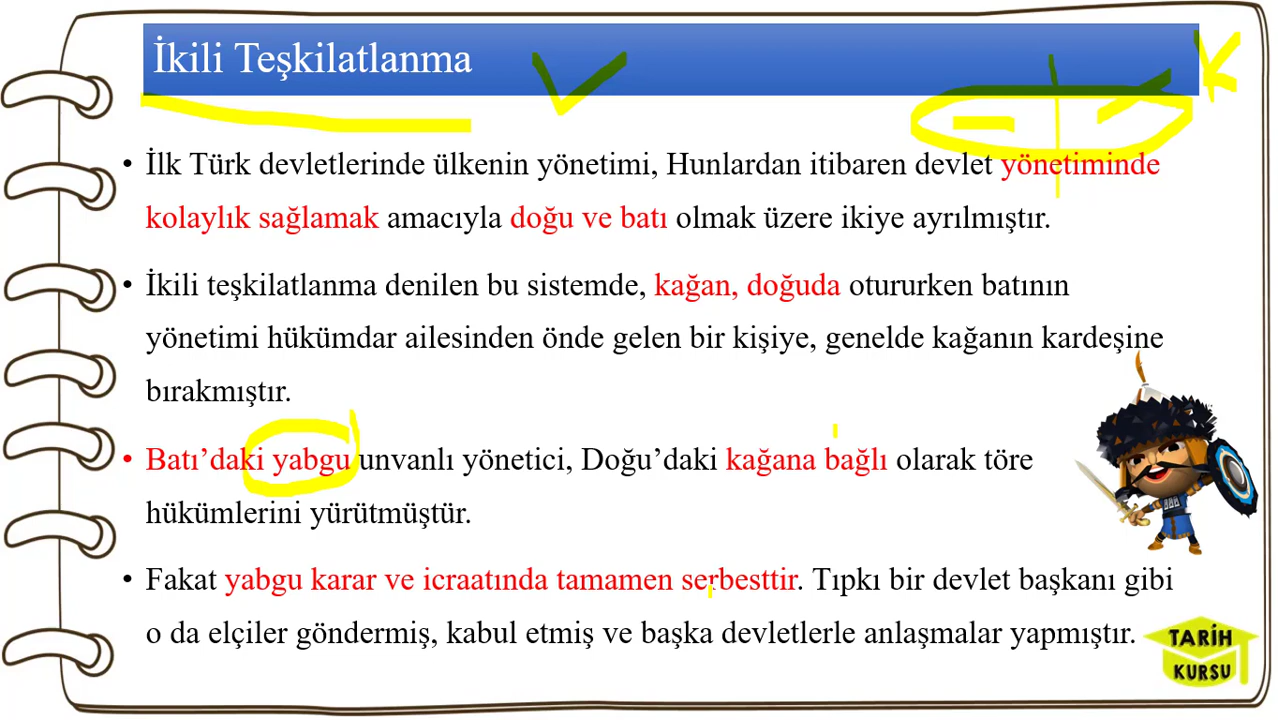 İkili Teşkilatlanma
K
• İlk Türk devletlerinde ülkenin yönetimi, Hunlardan itibaren devlet yönetiminde
kolaylık sağlamak amacıyla doğu ve batı olmak üzere ikiye ayrılmıştır.
• İkili teşkilatlanma denilen bu sistemde, kağan, doğuda otururken batının
yönetimi hükümdar ailesinden önde gelen bir kişiye, genelde kağanın kardeşine
bırakmıştır.
• Batı’daki yabgu unvanlı yönetici, Doğu’daki kağana bağlı olarak töre
hükümlerini yürütmüştür.
• Fakat yabgu karar ve icraatında tamamen serbesttir. Tıpkı bir devlet başkanı gibi
o da elçiler göndermiş, kabul etmiş ve başka devletlerle anlaşmalar yapmıştır.
TARİH
KURSU